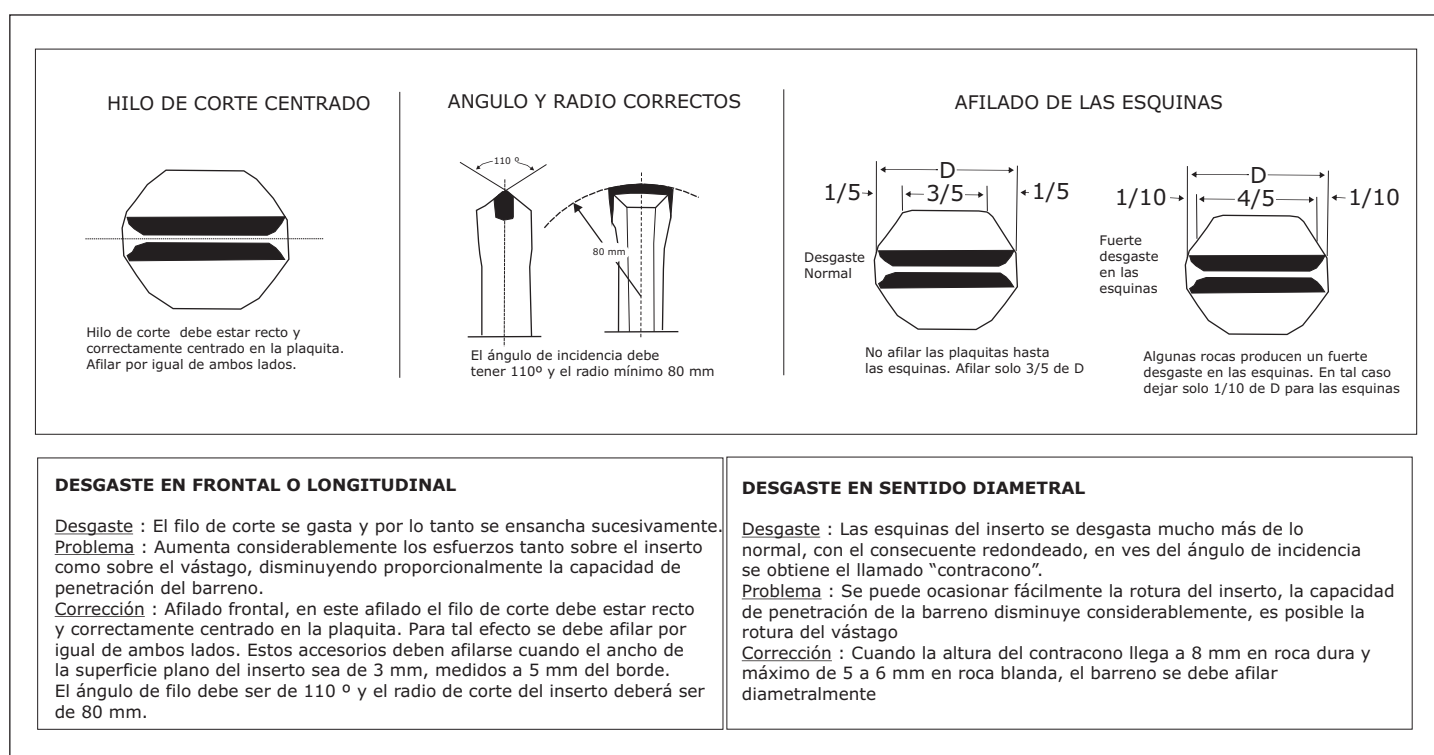 HILO DE CORTE CENTRADO
Hilo de corte debe estar recto y
correctamente centrado en la plaquita.
Afilar por igual de ambos lados.
ANGULO Y RADIO CORRECTOS
110 º
80 mm
El ángulo de incidencia debe
tener 110º y el radio mínimo 80 mm
AFILADO DE LAS ESQUINAS
D
1/5 3/5 1/5
Desgaste
Normal
No afilar las plaquitas hasta
las esquinas. Afilar solo 3/5 de D
D
1/10 4/5 1/10
Fuerte
desgaste
en las
esquinas
Algunas rocas producen un fuerte
desgaste en las esquinas. En tal caso
dejar solo 1/10 de D para las esquinas
DESGASTE EN FRONTAL O LONGITUDINAL
Desgaste : El filo de corte se gasta y por lo tanto se ensancha sucesivamente.
Problema : Aumenta considerablemente los esfuerzos tanto sobre el inserto
como sobre el vástago, disminuyendo proporcionalmente la capacidad de
penetración del barreno.
Corrección : Afilado frontal, en este afilado el filo de corte debe estar recto
y correctamente centrado en la plaquita. Para tal efecto se debe afilar por
igual de ambos lados. Estos accesorios deben afilarse cuando el ancho de
la superficie plano del inserto sea de 3 mm, medidos a 5 mm del borde.
El ángulo de filo debe ser de 110 º y el radio de corte del inserto deberá ser
de 80 mm.
DESGASTE EN SENTIDO DIAMETRAL
Desgaste : Las esquinas del inserto se desgasta mucho más de lo
normal, con el consecuente redondeado, en ves del ángulo de incidencia
se obtiene el llamado “contracono”.
Problema : Se puede ocasionar fácilmente la rotura del inserto, la capacidad
de penetración de la barreno disminuye considerablemente, es posible la
rotura del vástago
Corrección : Cuando la altura del contracono llega a 8 mm en roca dura y
máximo de 5 a 6 mm en roca blanda, el barreno se debe afilar
diametralmente